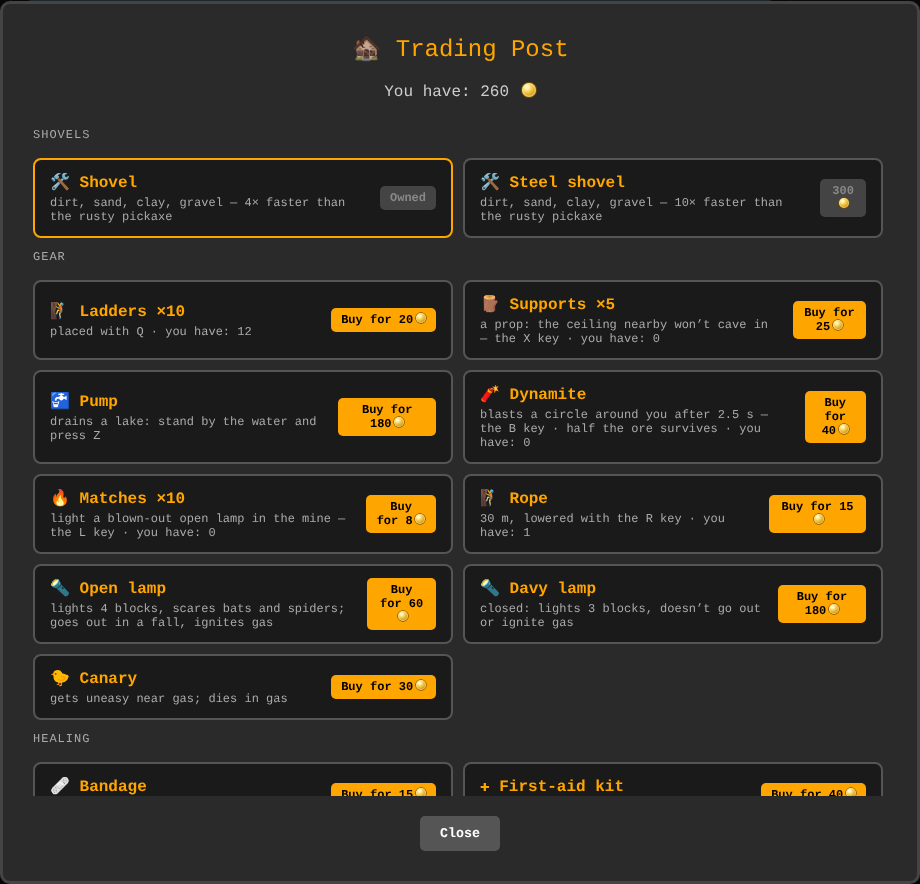 Trading Post
You have: 260
SHOVELS
Shovel
dirt, sand, clay, gravel — 4× faster than
the rusty pickaxe
Owned
Steel shovel
dirt, sand, clay, gravel — 10× faster than
the rusty pickaxe
300
GEAR
Ladders ×10
placed with Q · you have: 12
Buy for 20
Supports ×5
a prop: the ceiling nearby won’t cave in
— the X key · you have: 0
Buy for
25
Pump
drains a lake: stand by the water and
press Z
Buy for
180
Dynamite
blasts a circle around you after 2.5 s —
the B key · half the ore survives · you
have: 0
Buy
for
40
Matches ×10
light a blown-out open lamp in the mine —
the L key · you have: 0
Buy
for 8
Rope
30 m, lowered with the R key · you
have: 1
Buy for 15
Open lamp
lights 4 blocks, scares bats and spiders;
goes out in a fall, ignites gas
Buy
for 60
Davy lamp
closed: lights 3 blocks, doesn’t go out
or ignite gas
Buy for
180
Canary
gets uneasy near gas; dies in gas
Buy for 30
HEALING
Bandage
Buy for 15
First-aid kit
Buy for 40
Close